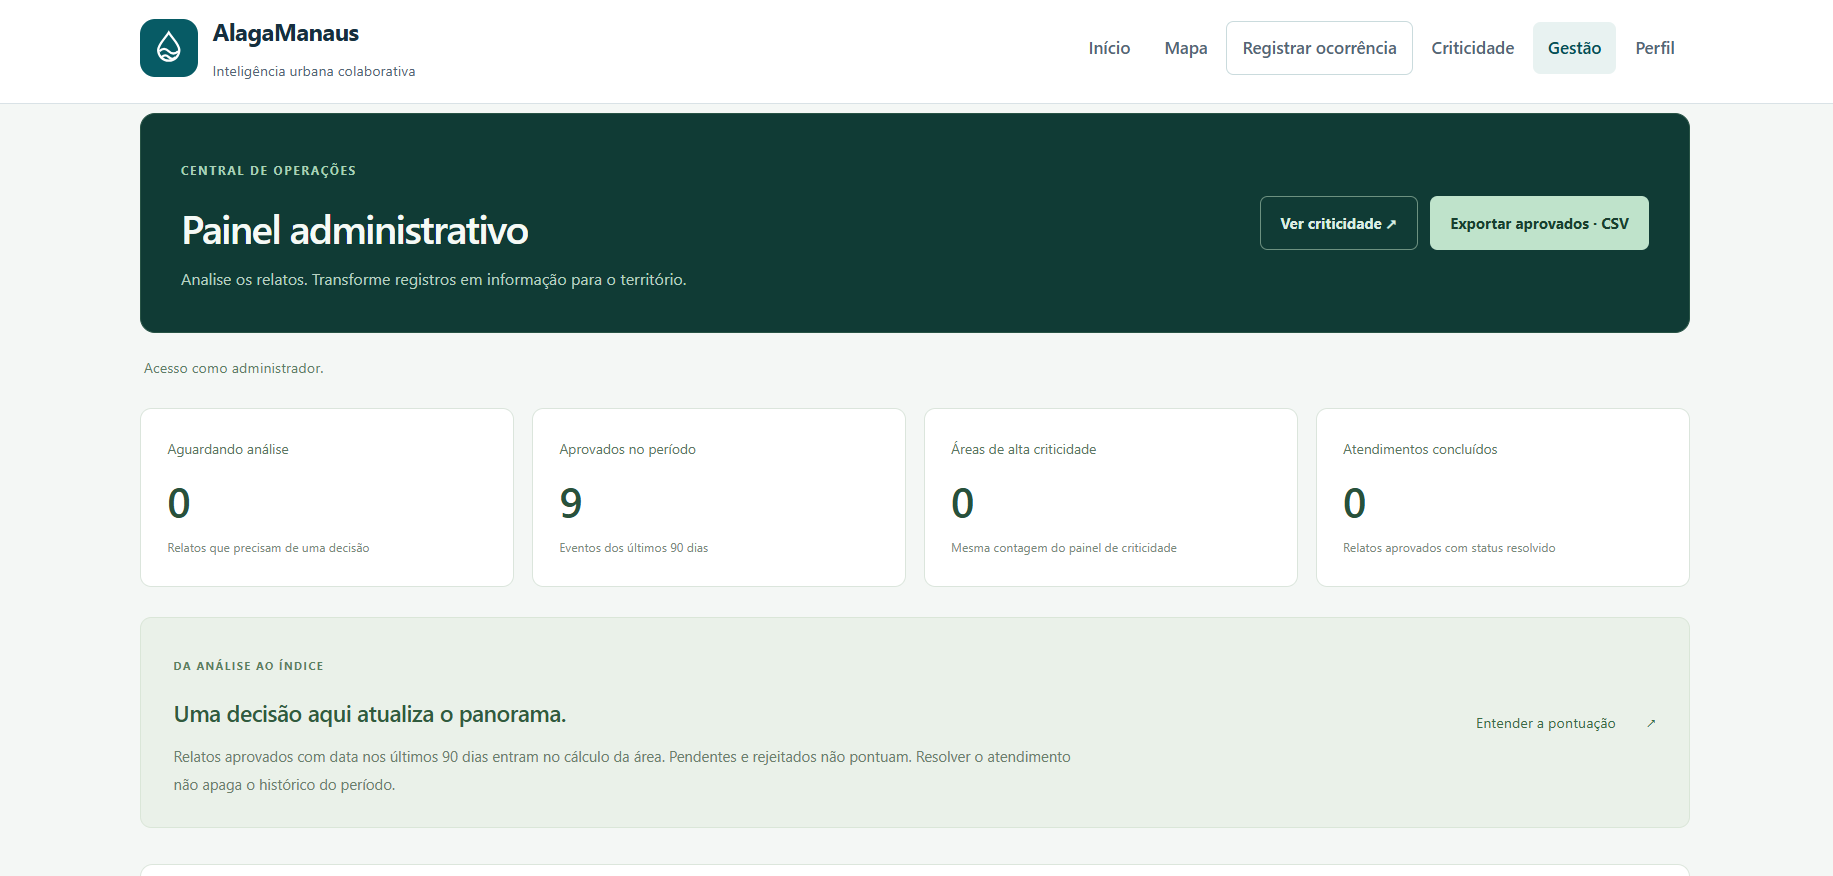 AlagaManaus
Inteligência urbana colaborativa
Início
Mapa
Registrar ocorrência
Criticidade
Gestão
Perfil
CENTRAL DE OPERAÇÕES
Painel administrativo
Analise os relatos. Transforme registros em informação para o território.
Ver criticidade ↗
Exportar aprovados · CSV
Acesso como administrador.
Aguardando análise
0
Relatos que precisam de uma decisão
Aprovados no período
9
Eventos dos últimos 90 dias
Áreas de alta criticidade
0
Mesma contagem do painel de criticidade
Atendimentos concluídos
0
Relatos aprovados com status resolvido
DA ANÁLISE AO ÍNDICE
Uma decisão aqui atualiza o panorama.
Relatos aprovados com data nos últimos 90 dias entram no cálculo da área. Pendentes e rejeitados não pontuam. Resolver o atendimento
não apaga o histórico do período.
Entender a pontuação ↗